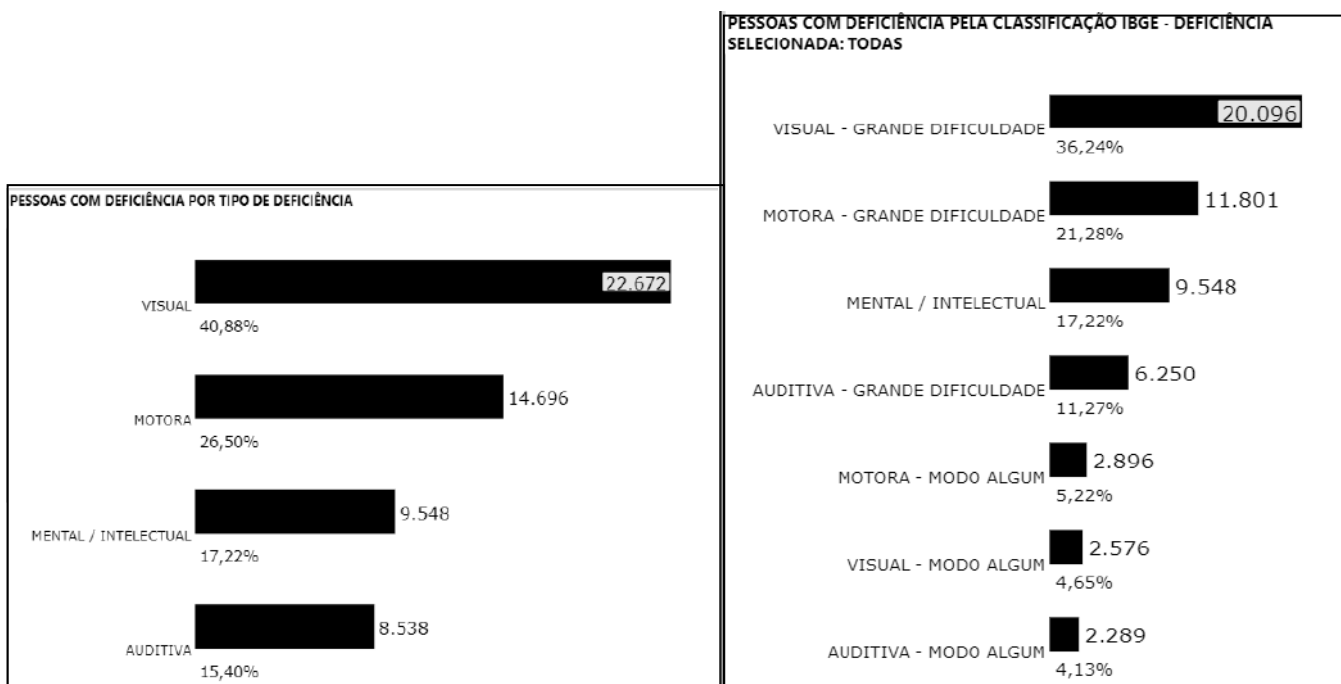 PESSOAS COM DEFICIÊNCIA POR TIPO DE DEFICIÊNCIA
VISUAL
22.672
40,88%
MOTORA
14.696
26,50%
MENTAL / INTELECTUAL
9.548
17,22%
AUDITIVA
8.538
15,40%
PESSOAS COM DEFICIÊNCIA PELA CLASSIFICAÇÃO IBGE - DEFICIÊNCIA
SELECIONADA: TODAS
VISUAL - GRANDE DIFICULDADE
20.096
36,24%
MOTORA - GRANDE DIFICULDADE
11.801
21,28%
MENTAL / INTELECTUAL
9.548
17,22%
AUDITIVA - GRANDE DIFICULDADE
6.250
11,27%
MOTORA - MODO ALGUM
2.896
5,22%
VISUAL - MODO ALGUM
2.576
4,65%
AUDITIVA - MODO ALGUM
2.289
4,13%